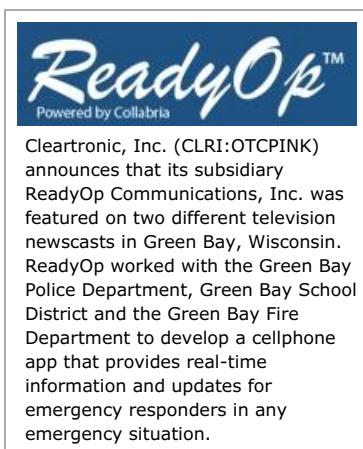 ReadyOp™
Powered by Collabria
Cleartronic, Inc. (CLRI:OTCPINK)
announces that its subsidiary
ReadyOp Communications, Inc. was
featured on two different television
newscasts in Green Bay, Wisconsin.
ReadyOp worked with the Green Bay
Police Department, Green Bay School
District and the Green Bay Fire
Department to develop a cellphone
app that provides real-time
information and updates for
emergency responders in any
emergency situation.